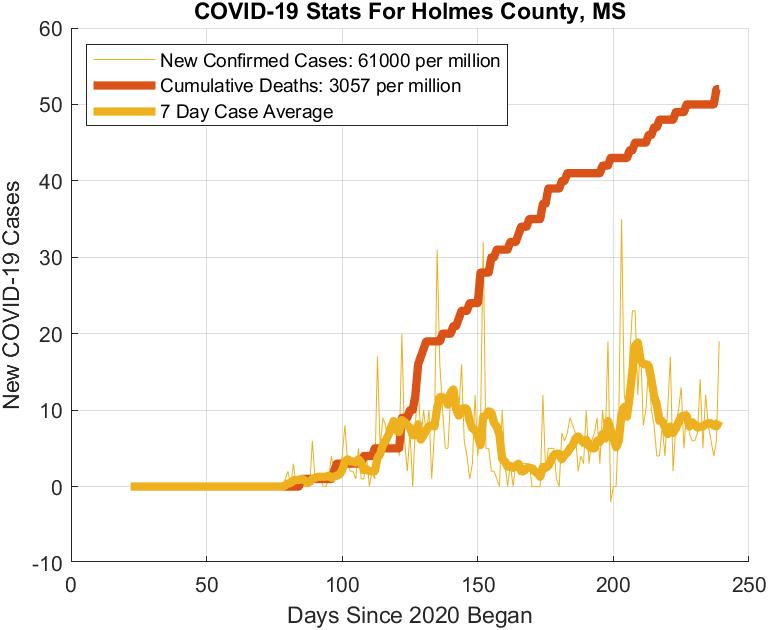 COVID-19 Stats For Holmes County, MS
60
New Confirmed Cases: 61000 per million
Cumulative Deaths: 3057 per million
7 Day Case Average
50
40
30
20
10
0
-10
New COVID-19 Cases
0 50 100 150 200 250
Days Since 2020 Began